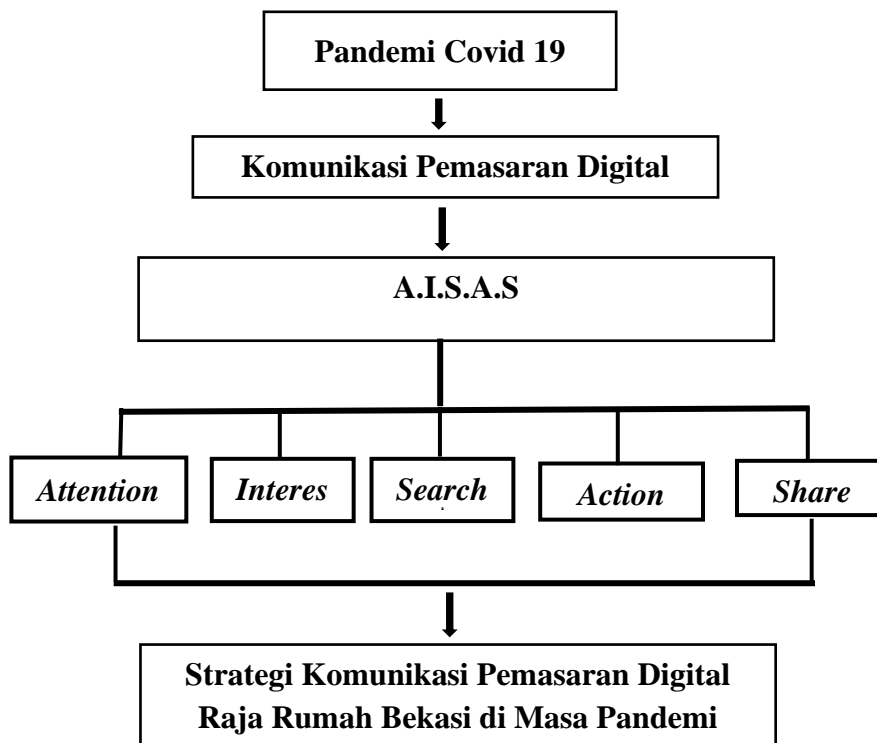 Pandemi Covid 19
Komunikasi Pemasaran Digital
A.I.S.A.S
Attention
Interes
Search
Action
Share
Strategi Komunikasi Pemasaran Digital
Raja Rumah Bekasi di Masa Pandemi